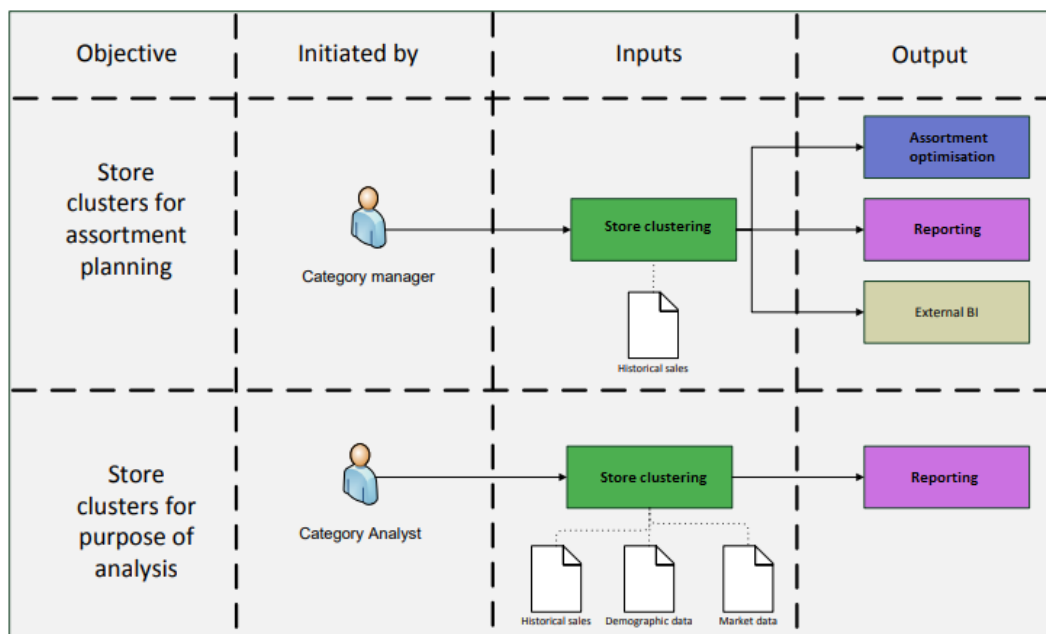 Objective
Initiated by
Inputs
Output
Store
clusters for
assortment
planning
Category manager
Store clustering
Historical sales
Assortment
optimisation
Reporting
External BI
Store
clusters for
purpose of
analysis
Category Analyst
Store clustering
Historical sales
Demographic data
Market data
Reporting